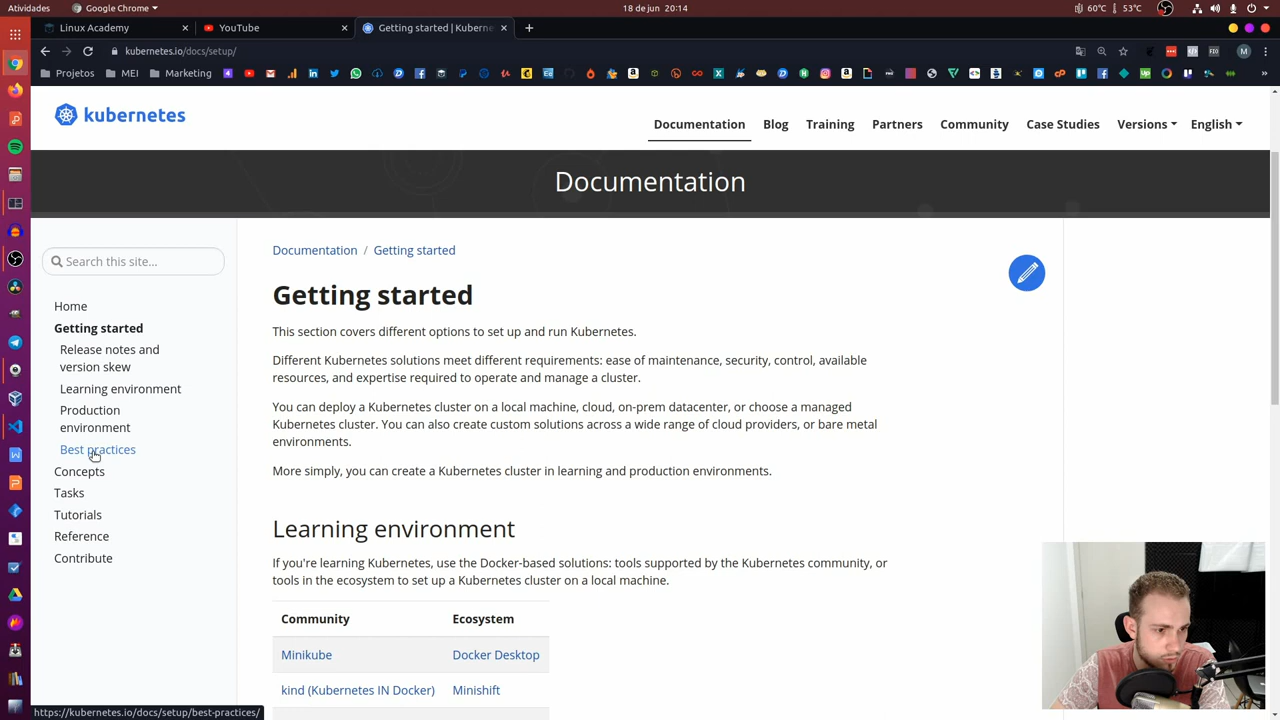 Atividades
Google Chrome
18 de jun 20:14
60°C
53°C
Linux Academy
YouTube
Getting started | Kubern
kubernetes.io/docs/setup/
Projetos
MEI
Marketing
kubernetes
Documentation
Blog
Training
Partners
Community
Case Studies
Versions
English
Documentation
Search this site...
Home
Getting started
Release notes and
version skew
Learning environment
Production
environment
Best practices
Concepts
Tasks
Tutorials
Reference
Contribute
Documentation / Getting started
Getting started
This section covers different options to set up and run Kubernetes.
Different Kubernetes solutions meet different requirements: ease of maintenance, security, control, available
resources, and expertise required to operate and manage a cluster.
You can deploy a Kubernetes cluster on a local machine, cloud, on-prem datacenter, or choose a managed
Kubernetes cluster. You can also create custom solutions across a wide range of cloud providers, or bare metal
environments.
More simply, you can create a Kubernetes cluster in learning and production environments.
Learning environment
If you're learning Kubernetes, use the Docker-based solutions: tools supported by the Kubernetes community, or
tools in the ecosystem to set up a Kubernetes cluster on a local machine.
Community Ecosystem
Minikube Docker Desktop
kind (Kubernetes IN Docker) Minishift
https://kubernetes.io/docs/setup/best-practices/